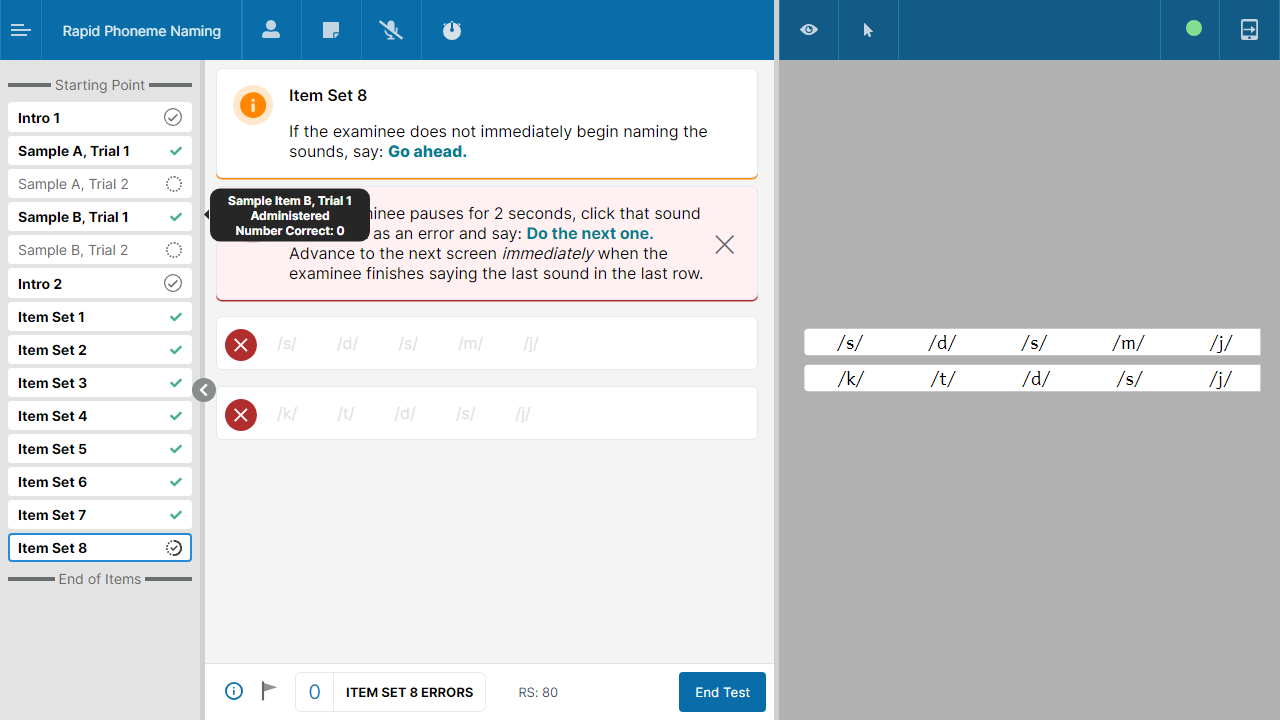 Rapid Phoneme Naming
Starting Point
Intro 1
Sample A, Trial 1
Sample A, Trial 2
Sample B, Trial 1
Sample B, Trial 2
Intro 2
Item Set 1
Item Set 2
Item Set 3
Item Set 4
Item Set 5
Item Set 6
Item Set 7
Item Set 8
End of Items
Item Set 8
If the examinee does not immediately begin naming the
sounds, say: Go ahead.
Sample Item B, Trial 1
Administered
Number Correct: 0
pauses for 2 seconds, click that sound
as an error and say: Do the next one.
Advance to the next screen immediately when the
examinee finishes saying the last sound in the last row.
/s/ /d/ /s/ /m/ /j/
/k/ /t/ /d/ /s/ /j/
0 ITEM SET 8 ERRORS RS: 80 End Test
/s/ /d/ /s/ /m/ /j/
/k/ /t/ /d/ /s/ /j/